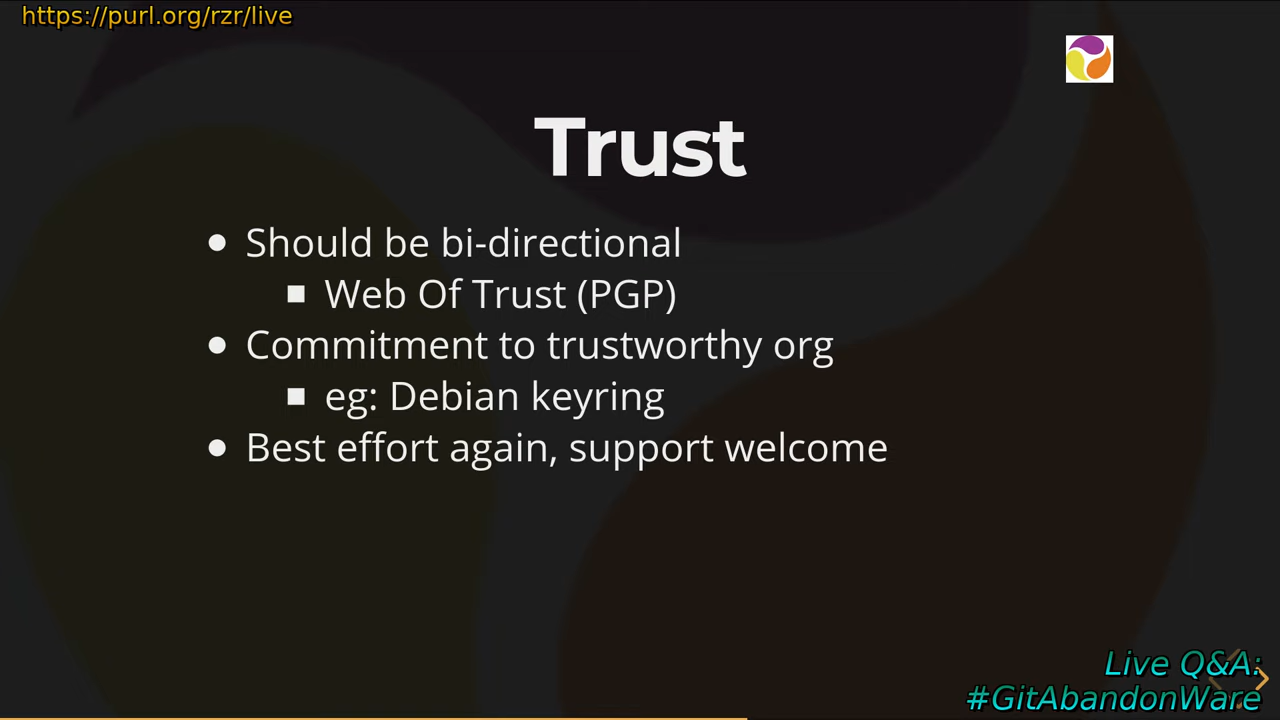 https://purl.org/rzr/live
Trust
Should be bi-directional
Web Of Trust (PGP)
Commitment to trustworthy org
eg: Debian keyring
Best effort again, support welcome
Live Q&A:
#GitAbandonWare